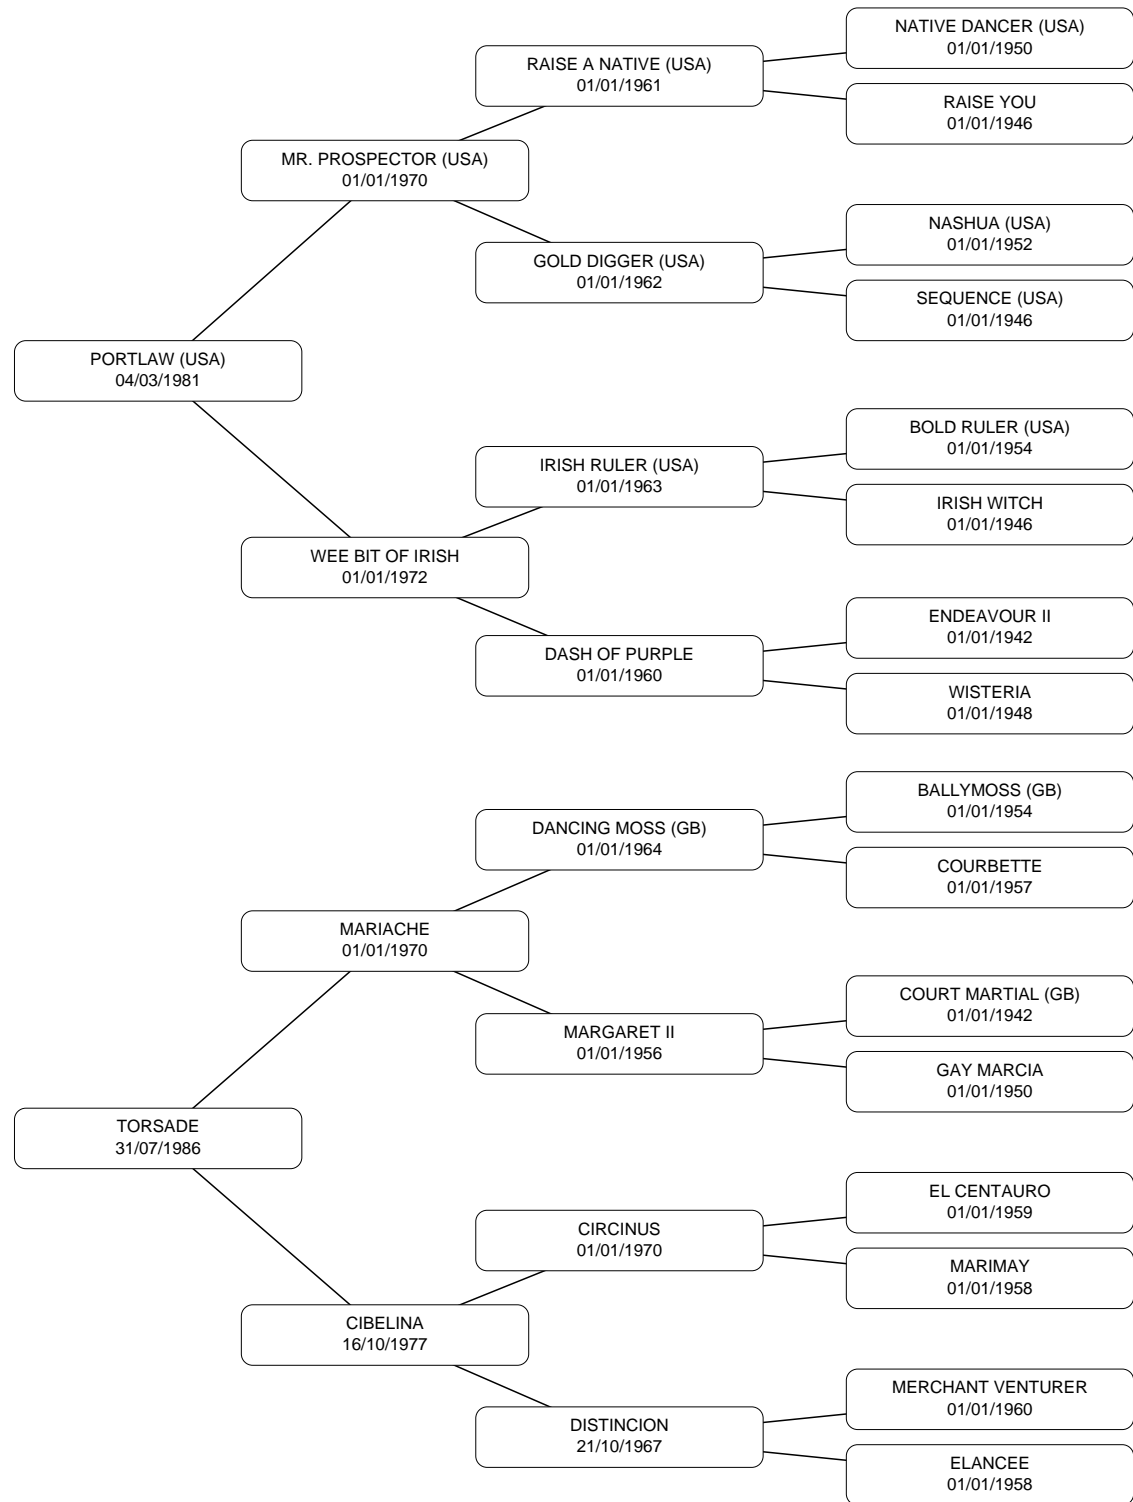 NATIVE DANCER (USA)
01/01/1950
RAISE A NATIVE (USA)
01/01/1961
RAISE YOU
01/01/1946
MR. PROSPECTOR (USA)
01/01/1970
NASHUA (USA)
01/01/1952
GOLD DIGGER (USA)
01/01/1962
SEQUENCE (USA)
01/01/1946
PORTLAW (USA)
04/03/1981
BOLD RULER (USA)
01/01/1954
IRISH RULER (USA)
01/01/1963
IRISH WITCH
01/01/1946
WEE BIT OF IRISH
01/01/1972
ENDEAVOUR II
01/01/1942
DASH OF PURPLE
01/01/1960
WISTERIA
01/01/1948
BALLYMOSS (GB)
01/01/1954
DANCING MOSS (GB)
01/01/1964
COURBETTE
01/01/1957
MARIACHE
01/01/1970
COURT MARTIAL (GB)
01/01/1942
MARGARET II
01/01/1956
GAY MARCIA
01/01/1950
TORSADE
31/07/1986
EL CENTAURO
01/01/1959
CIRCINUS
01/01/1970
MARIMAY
01/01/1958
CIBELINA
16/10/1977
MERCHANT VENTURER
01/01/1960
DISTINCION
21/10/1967
ELANCEE
01/01/1958